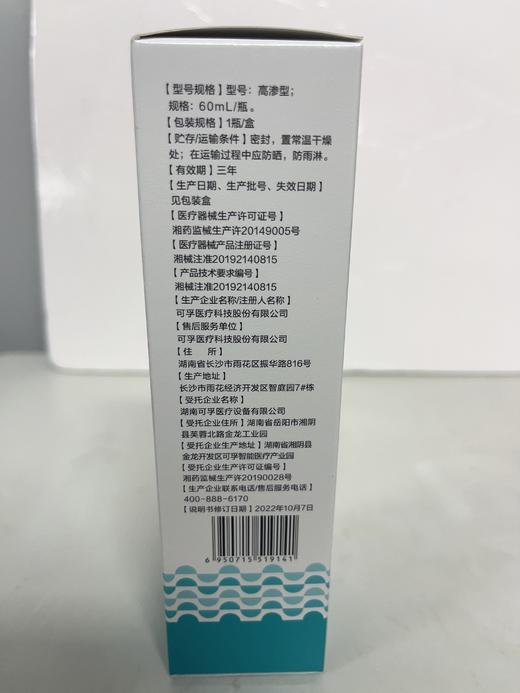 【型号规格】型号：高渗型；
规格：60mL/瓶。
【包装规格】1瓶/盒
【贮存/运输条件】密封，置常温干燥
处；在运输过程中应防晒，防雨淋。
【有效期】三年
【生产日期、生产批号、失效日期】
见包装盒
【医疗器械生产许可证号】
湘药监械生产许20149005号
【医疗器械产品注册证号】
湘械注准20192140815
【产品技术要求编号】
湘械注准20192140815
【生产企业名称/注册人名称】
可孚医疗科技股份有限公司
【售后服务单位】
可孚医疗科技股份有限公司
【住　所】
湖南省长沙市雨花区振华路816号
【生产地址】
长沙市雨花经济开发区智庭园7#栋
【受托企业名称】
湖南可孚医疗设备有限公司
【受托企业住所】湖南省岳阳市湘阴
县芙蓉北路金龙工业园
【受托企业生产地址】湖南省湘阴县
金龙开发区可孚智能医疗产业园
【受托企业生产许可证编号】
湘药监械生产许20190028号
【生产企业联系电话/售后服务电话】
400-888-6170
【说明书修订日期】2022年10月7日
6 950715 519141